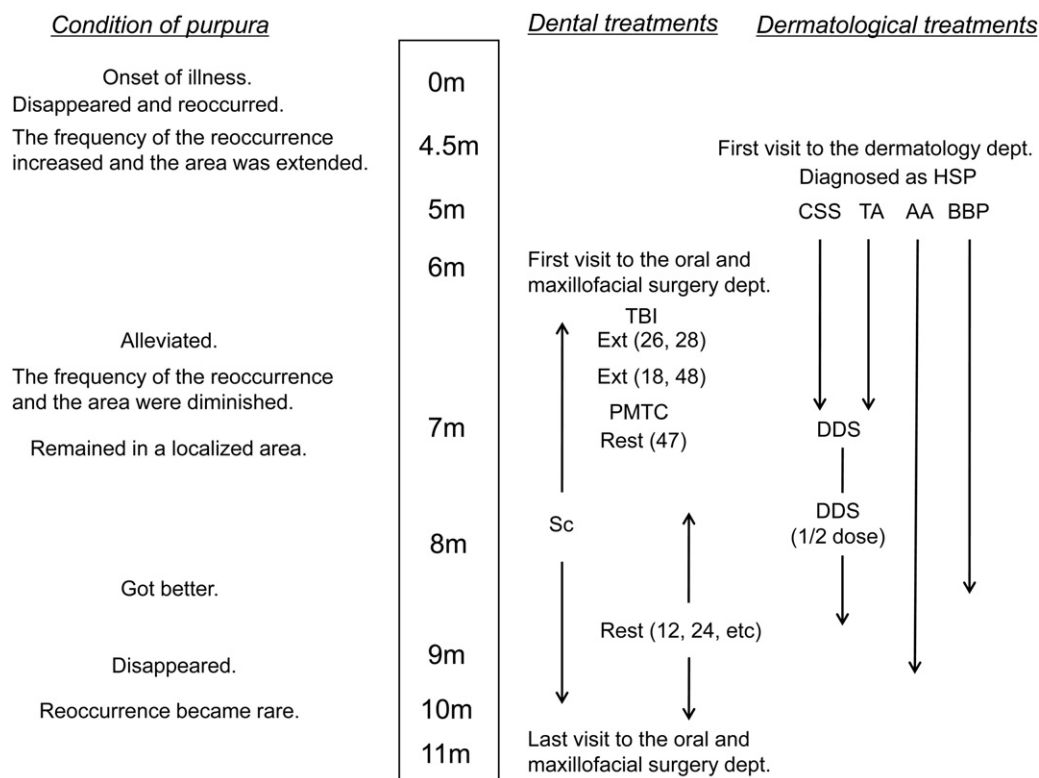 Condition of purpura
Dental treatments
Dermatological treatments
Onset of illness.
Disappeared and reoccurred.
The frequency of the reoccurrence
increased and the area was extended.
Alleviated.
The frequency of the reoccurrence
and the area were diminished.
Remained in a localized area.
Got better.
Disappeared.
Reoccurrence became rare.
0m
4.5m
5m
6m
7m
8m
9m
10m
11m
First visit to the oral and
maxillofacial surgery dept.
TBI
Ext (26, 28)
Ext (18, 48)
PMTC
Rest (47)
Sc
Rest (12, 24, etc)
Last visit to the oral and
maxillofacial surgery dept.
First visit to the dermatology dept.
Diagnosed as HSP
CSS TA AA BBP
DDS
DDS
(1/2 dose)